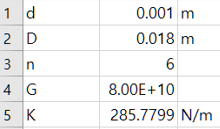 1 d 0.001 m
2 D 0.018 m
3 n 6
4 G 8.00E+10
5 K 285.7799 N/m